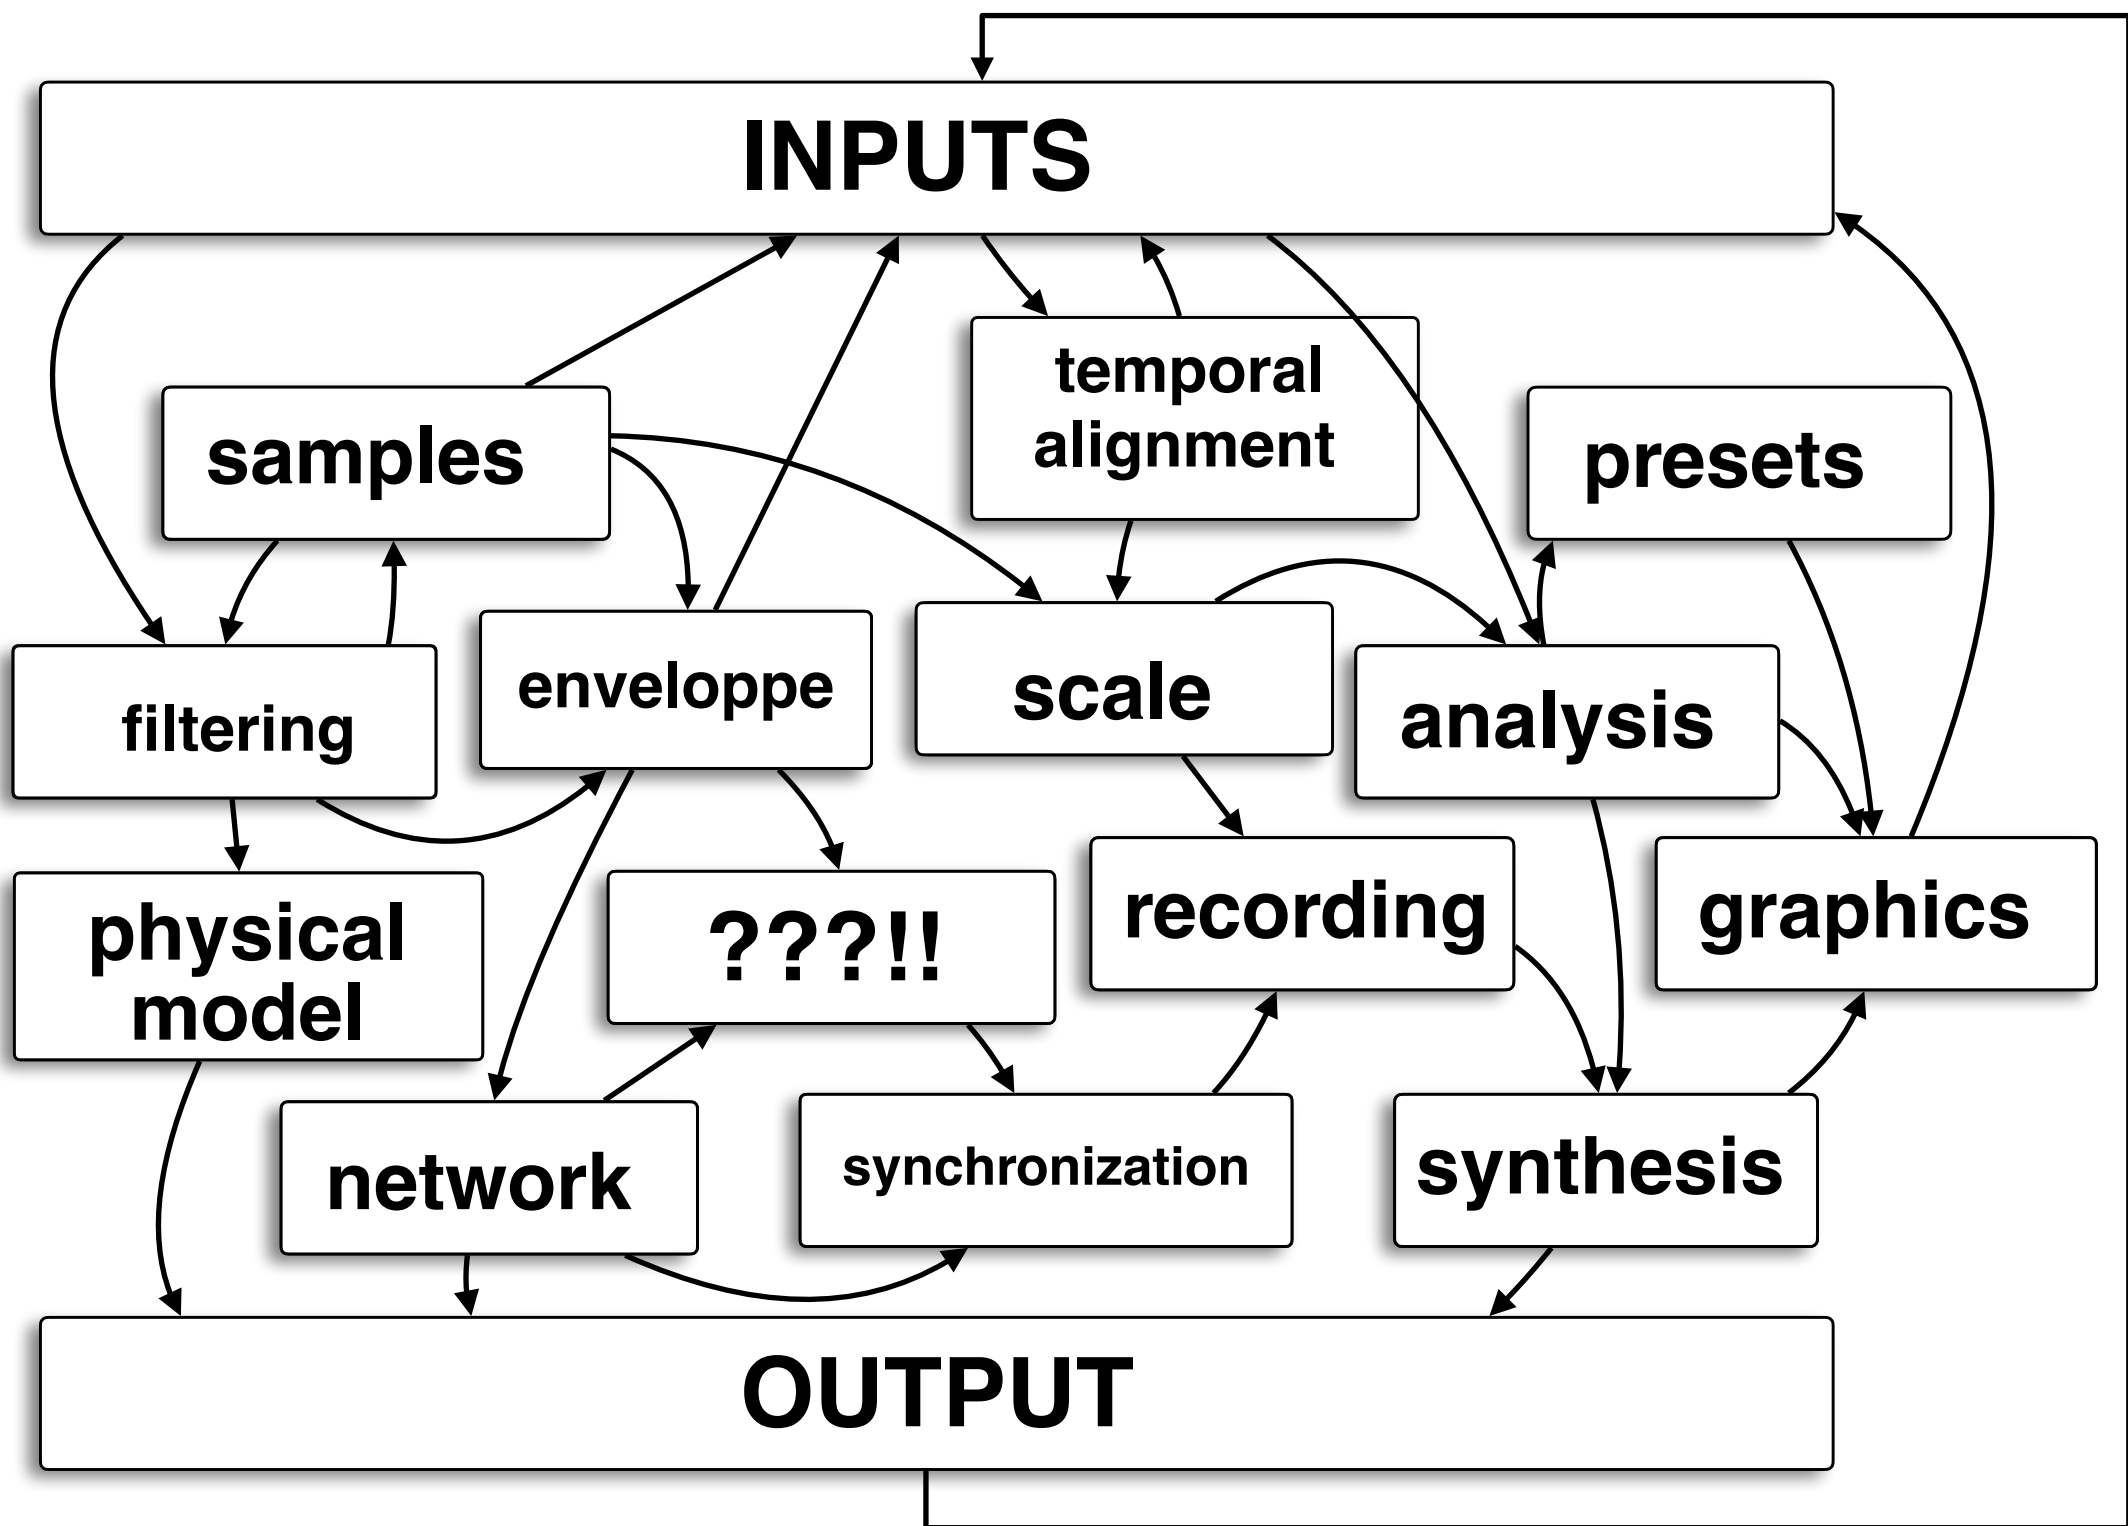 INPUTS
temporal
alignment
samples
presets
enveloppe
scale
analysis
filtering
physical
model
???!!
recording
graphics
network
synchronization
synthesis
OUTPUT